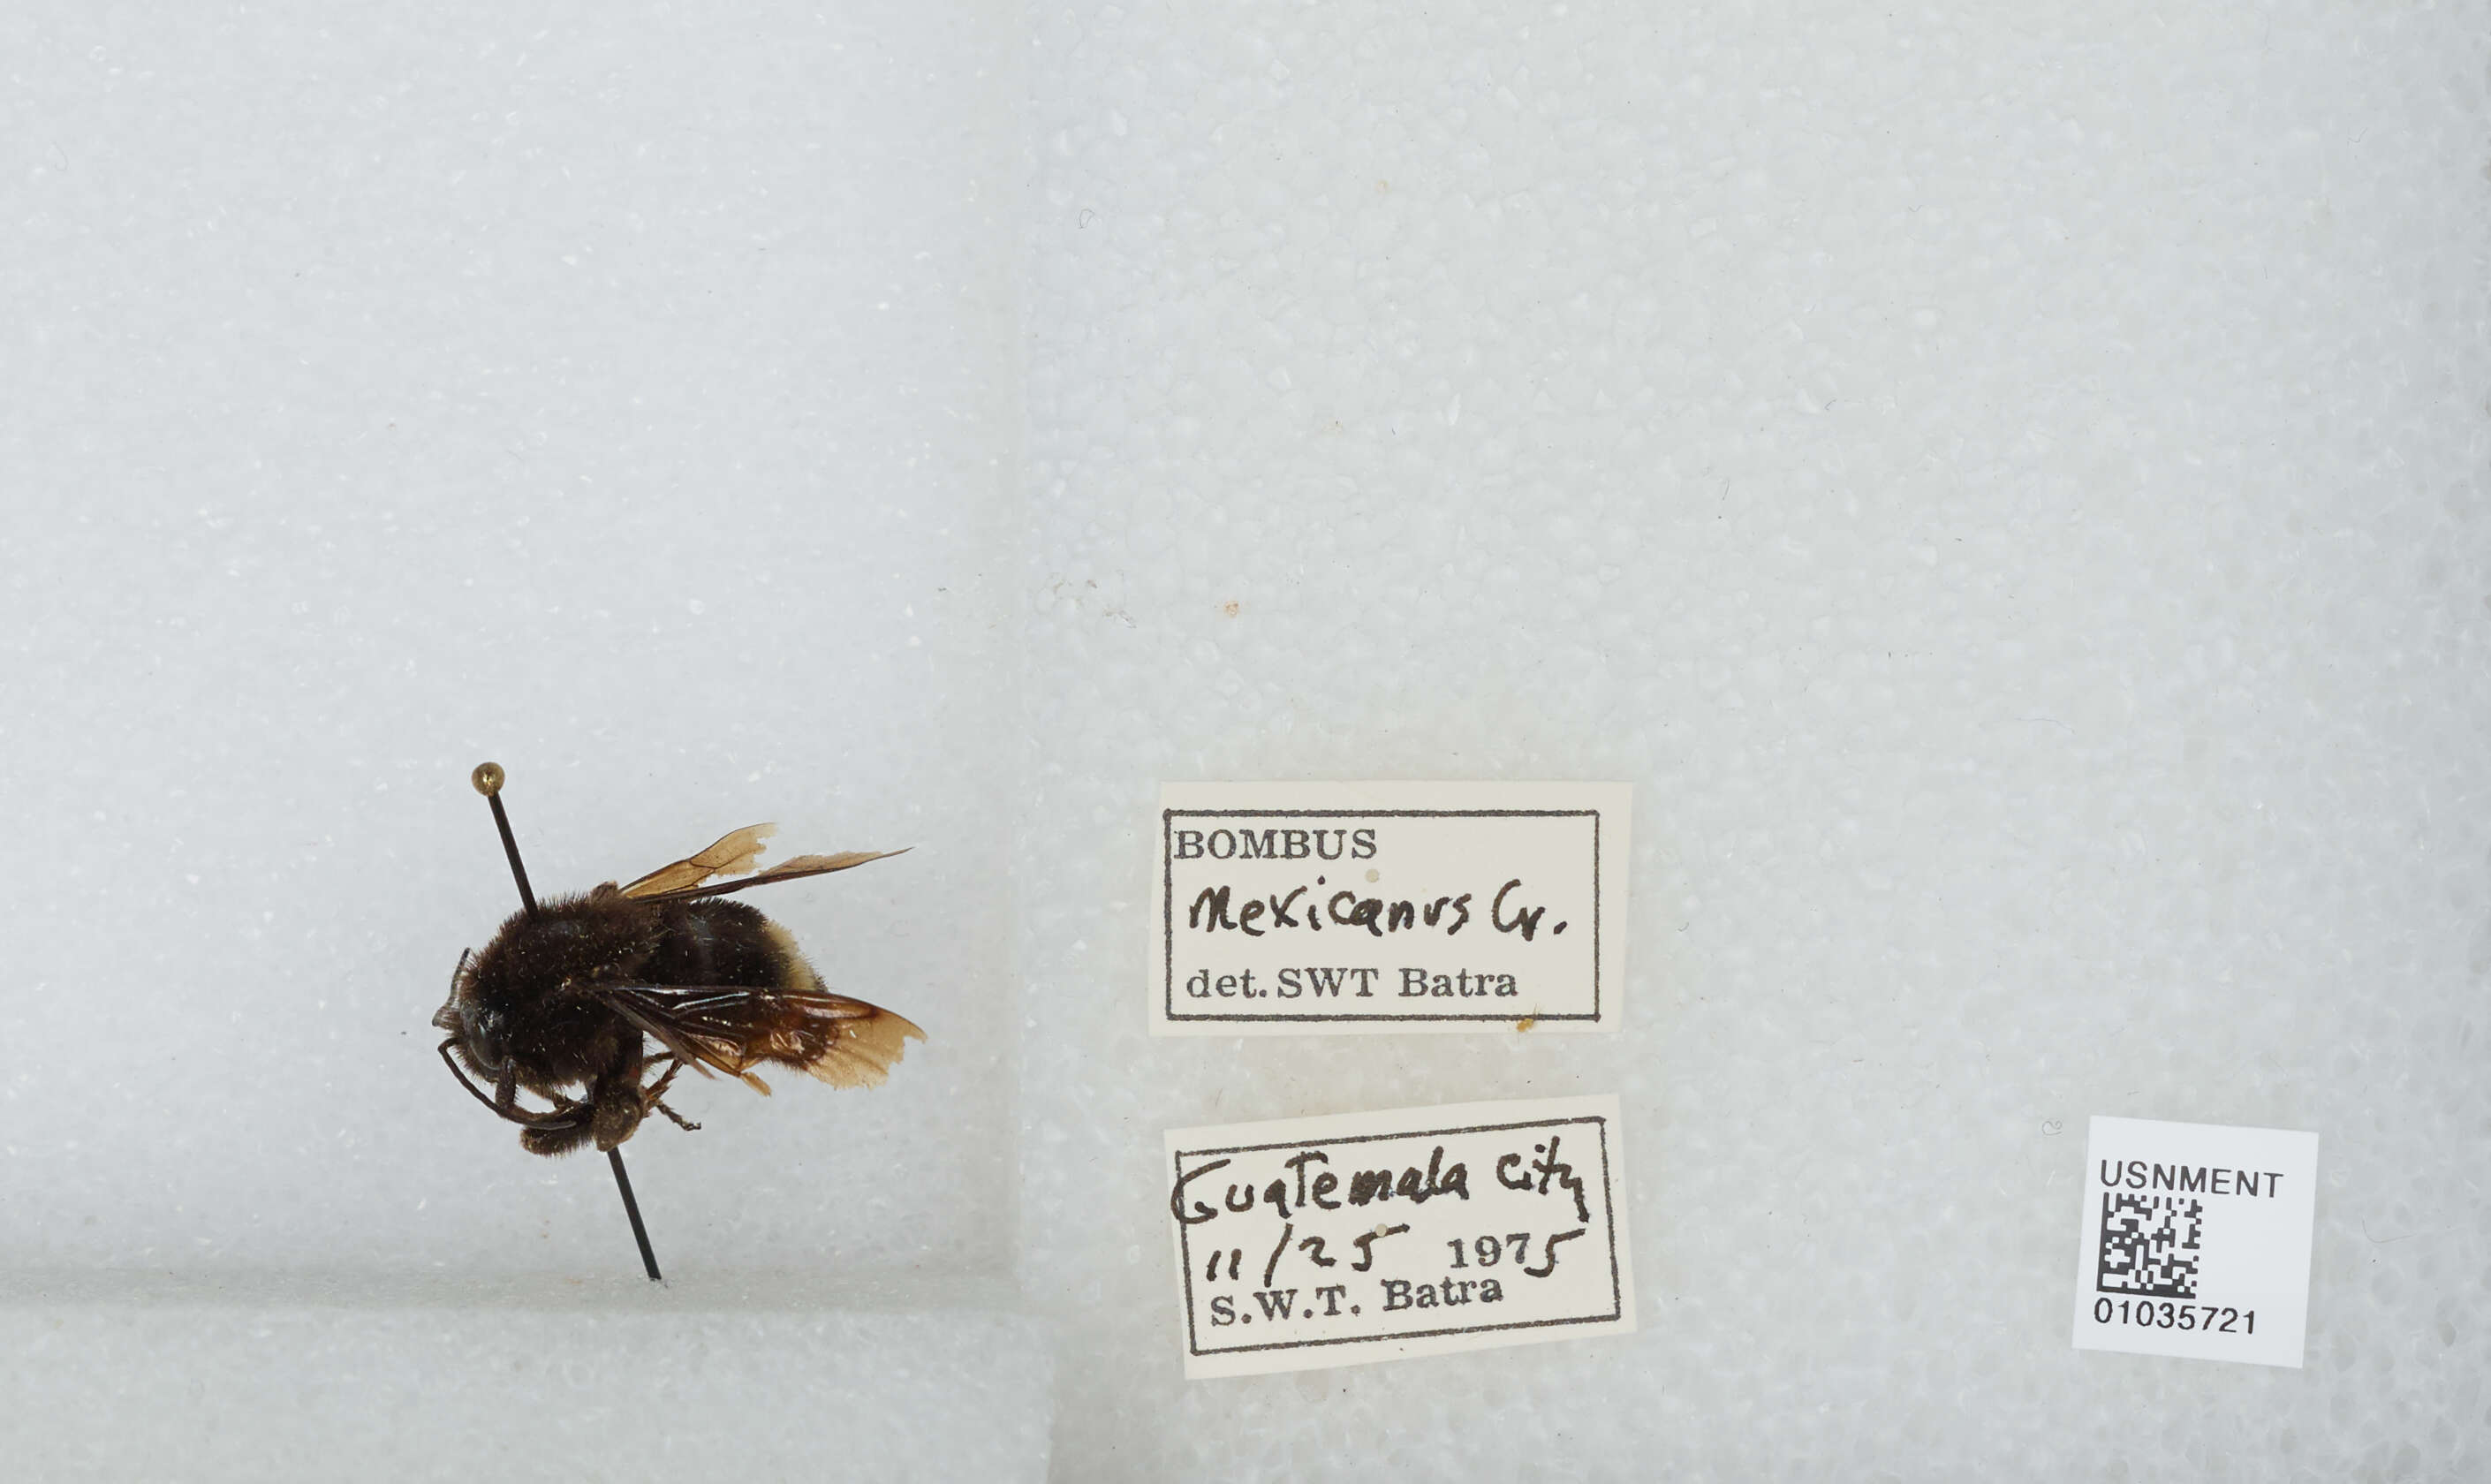 BOMBUS
Mexicanus Cr.
det. SWT Batra
Guatemala City
11/25 1975
S.W.T. Batra
USNMENT
01035721